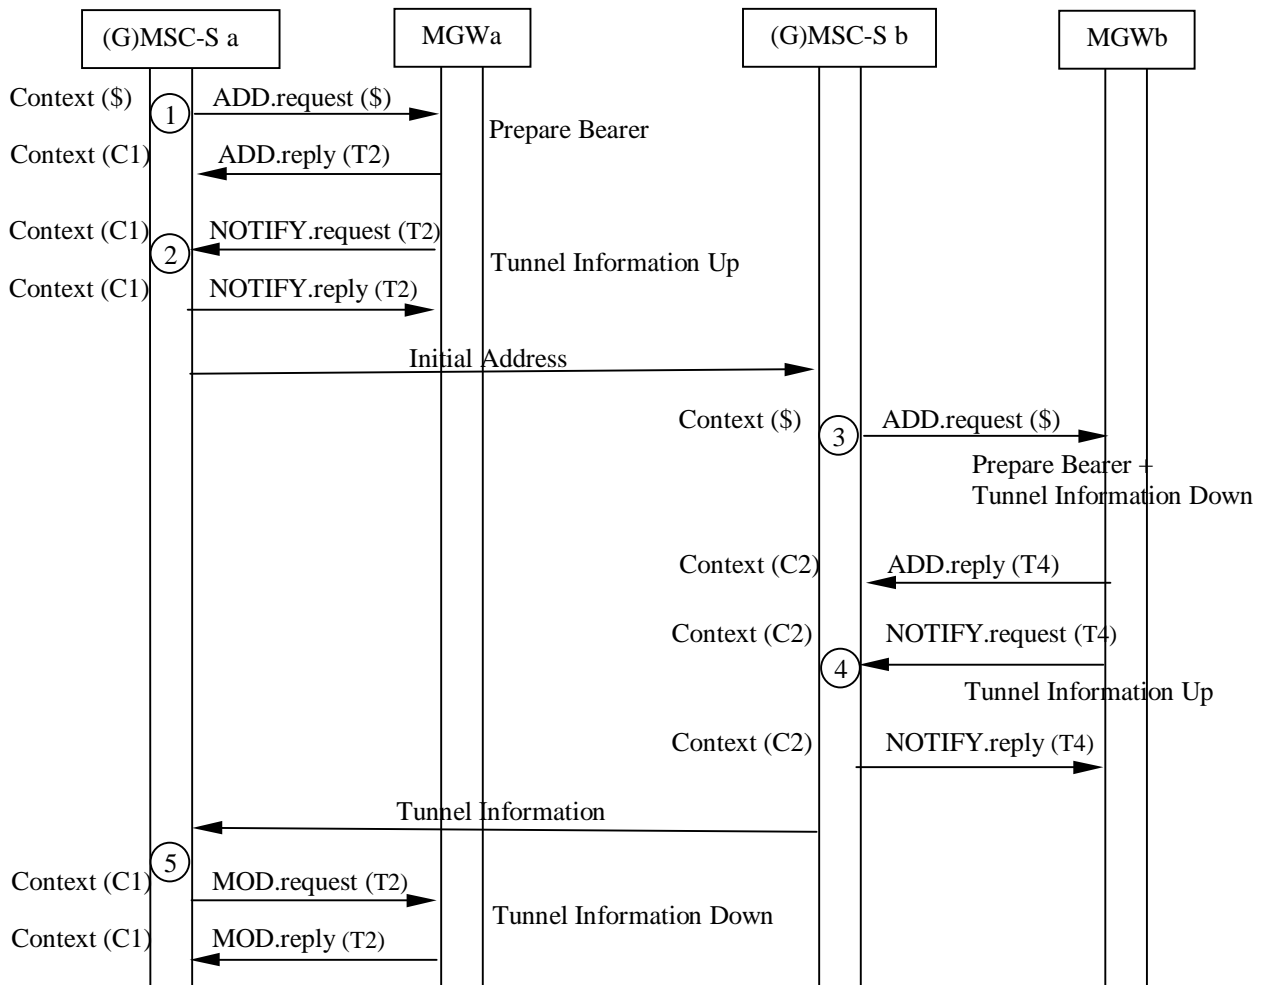 (G)MSC-S a
MGWa
(G)MSC-S b
MGWb
Context ($)
1
ADD.request ($)
Prepare Bearer
Context (C1)
ADD.reply (T2)
Context (C1)
2
NOTIFY.request (T2)
Tunnel Information Up
Context (C1)
NOTIFY.reply (T2)
Initial Address
Context ($)
3
ADD.request ($)
Prepare Bearer +
Tunnel Information Down
Context (C2)
ADD.reply (T4)
Context (C2)
NOTIFY.request (T4)
4
Tunnel Information Up
Context (C2)
NOTIFY.reply (T4)
Tunnel Information
5
Context (C1)
MOD.request (T2)
Tunnel Information Down
Context (C1)
MOD.reply (T2)